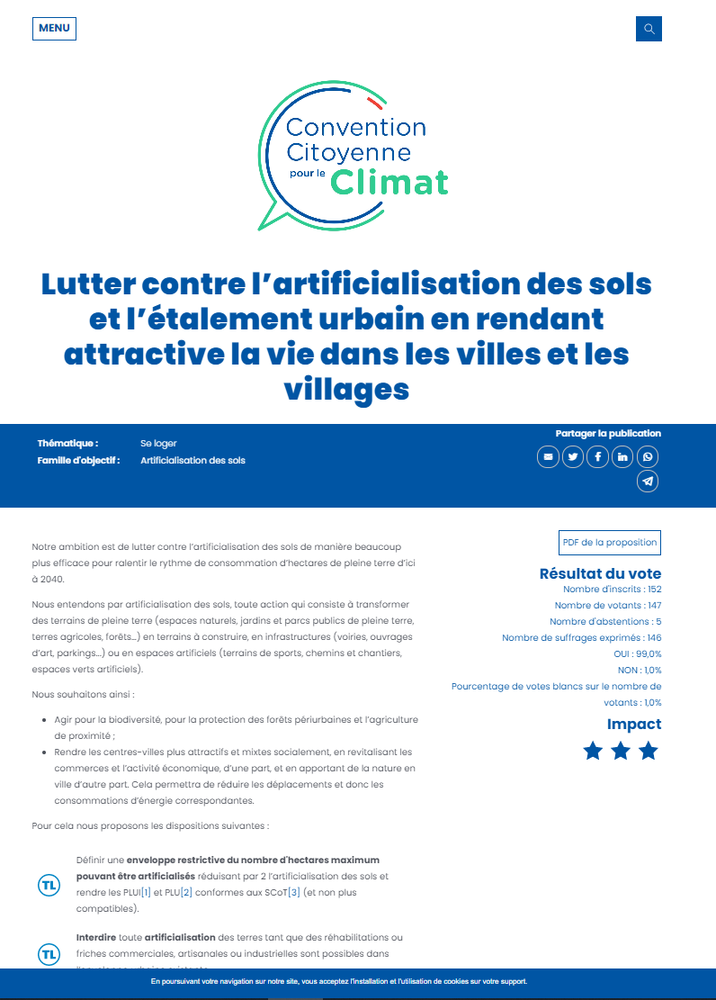 MENU
Convention
Citoyenne
pour le Climat
Lutter contre l'artificialisation des sols
et l'étalement urbain en rendant
attractive la vie dans les villes et les
villages
Thématique : Se loger
Famille d'objectif : Artificialisation des sols
Partager la publication
Notre ambition est de lutter contre l'artificialisation des sols de manière beaucoup
plus efficace pour ralentir le rythme de consommation d'hectares de pleine terre d'ici
à 2040.
Nous entendons par artificialisation des sols, toute action qui consiste à transformer
des terrains de pleine terre (espaces naturels, jardins et parcs publics de pleine terre,
terres agricoles, forêts…) en terrains à construire, en infrastructures (voiries, ouvrages
d'art, parkings…) ou en espaces artificiels (terrains de sports, chemins et chantiers,
espaces verts artificiels).
Nous souhaitons ainsi :
• Agir pour la biodiversité, pour la protection des forêts périurbaines et l'agriculture
de proximité ;
• Rendre les centres-villes plus attractifs et mixtes socialement, en revitalisant les
commerces et l'activité économique, d'une part, et en apportant de la nature en
ville d'autre part. Cela permettra de réduire les déplacements et donc les
consommations d'énergie correspondantes.
Pour cela nous proposons les dispositions suivantes :
TL
Définir une enveloppe restrictive du nombre d'hectares maximum
pouvant être artificialisés réduisant par 2 l'artificialisation des sols et
rendre les PLUI[1] et PLU[2] conformes aux SCoT[3] (et non plus
compatibles).
TL
Interdire toute artificialisation des terres tant que des réhabilitations ou
friches commerciales, artisanales ou industrielles sont possibles dans
PDF de la proposition
Résultat du vote
Nombre d'inscrits : 152
Nombre de votants : 147
Nombre d'abstentions : 5
Nombre de suffrages exprimés : 146
OUI : 99,0%
NON : 1,0%
Pourcentage de votes blancs sur le nombre de
votants : 1,0%
Impact
En poursuivant votre navigation sur notre site, vous acceptez l'installation et l'utilisation de cookies sur votre support.